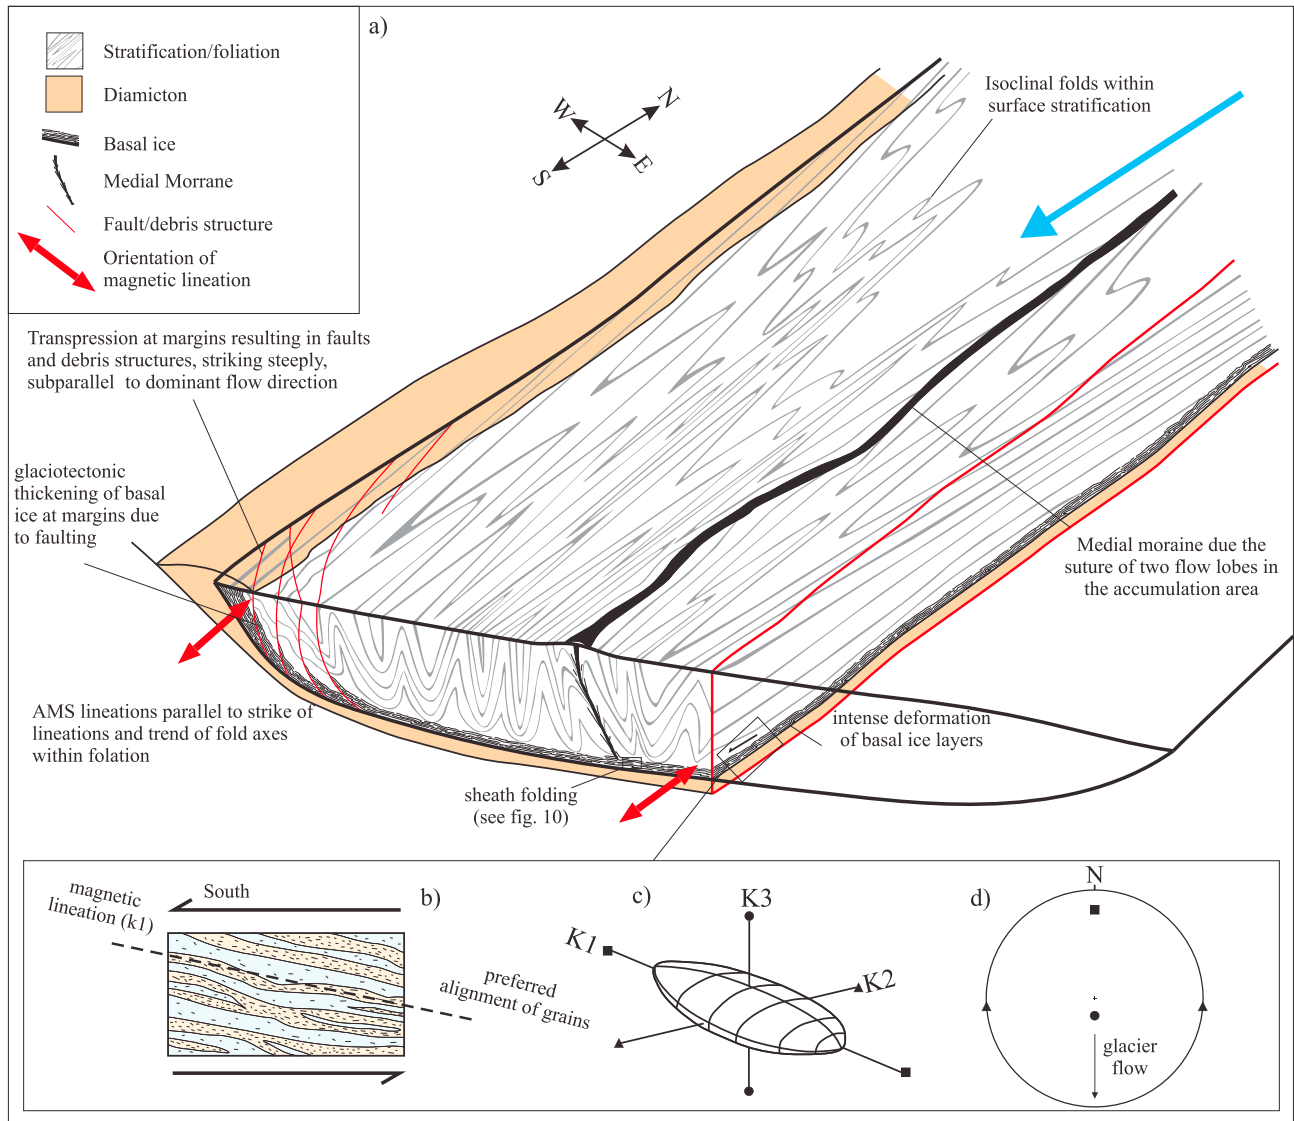 a)
Stratification/foliation
Diamicton
Basal ice
Medial Morrane
Fault/debris structure
Orientation of
magnetic lineation
N
W
E
S
Isoclinal folds within
surface stratification
Transpression at margins resulting in faults
and debris structures, striking steeply,
subparallel to dominant flow direction
glaciotectonic
thickening of basal
ice at margins due
to faulting
Medial moraine due the
suture of two flow lobes in
the accumulation area
AMS lineations parallel to strike of
lineations and trend of fold axes
within folation
intense deformation
of basal ice layers
sheath folding
(see fig. 10)
b)
magnetic
lineation (k1)
South
preferred
alignment of grains
c)
K3
K1
K2
d)
N
glacier
flow